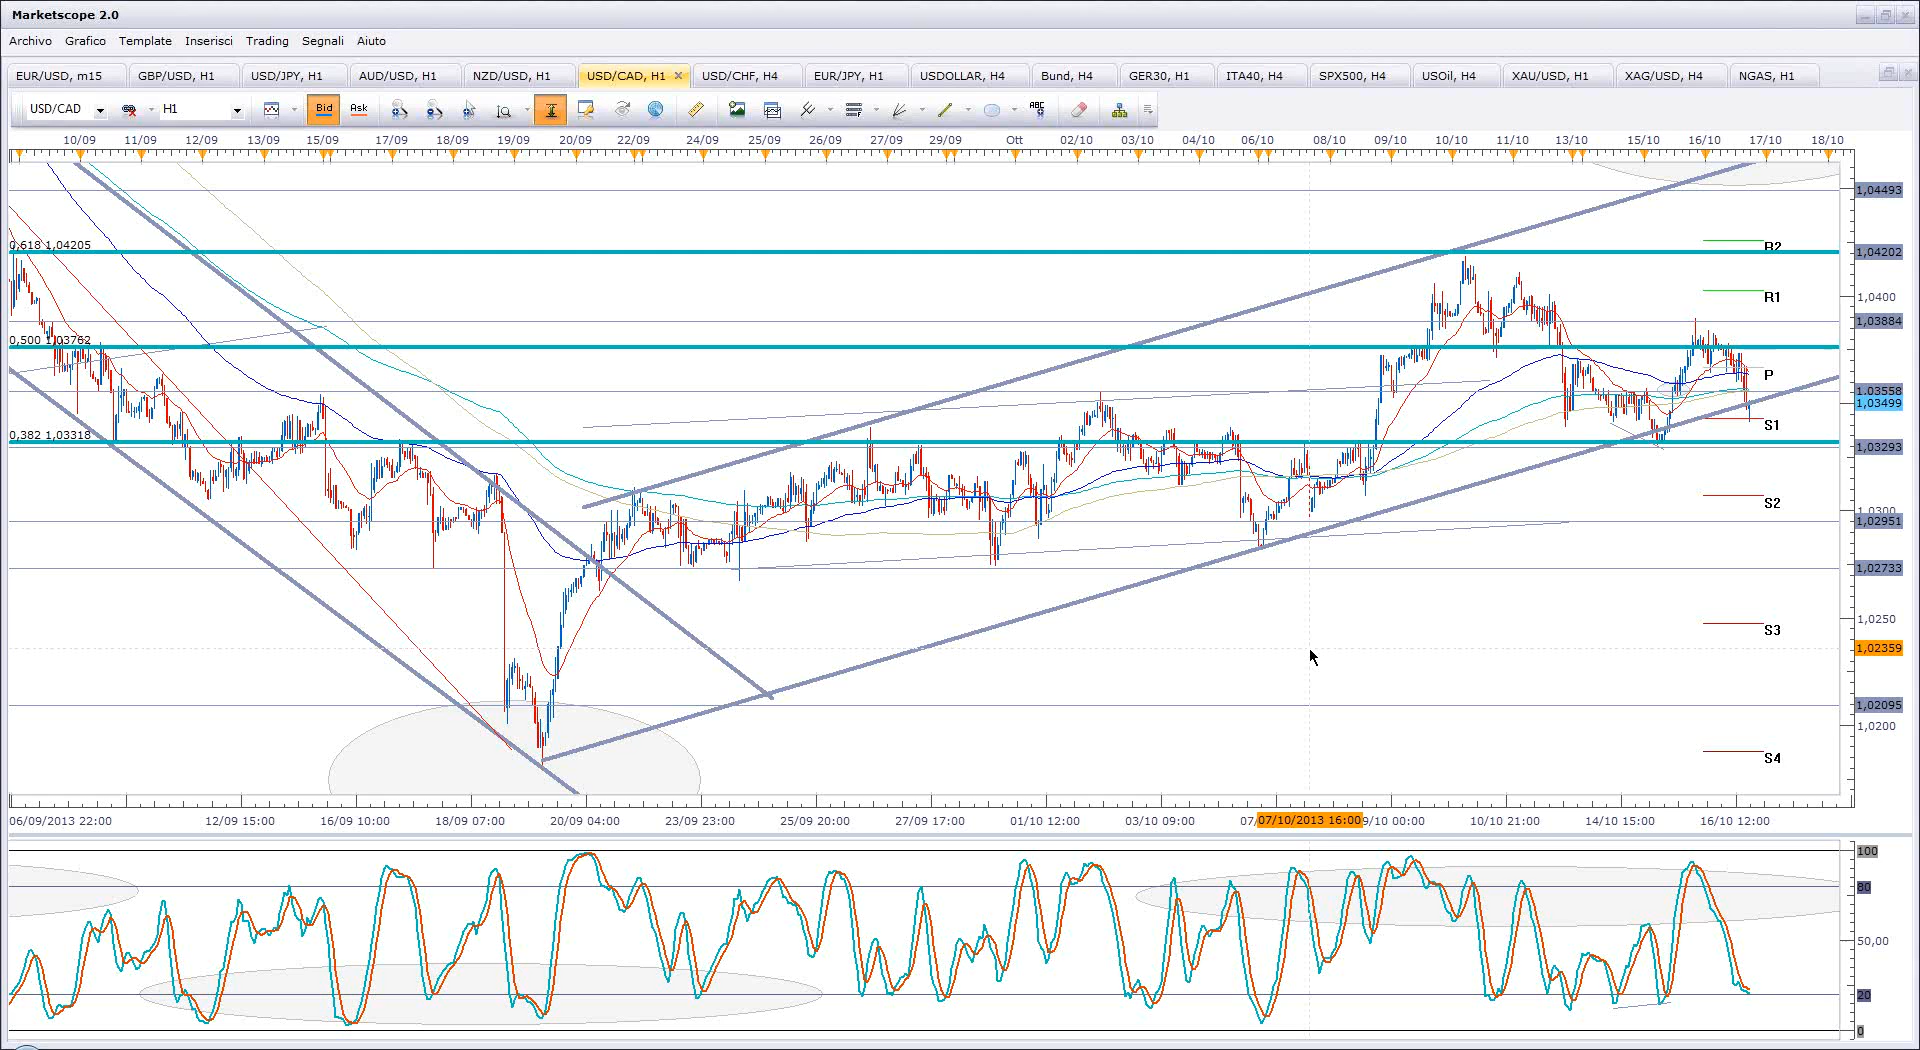 Marketscope 2.0
Archivo Grafico Template Inserisci Trading Segnali Aiuto
EUR/USD, m15 GBP/USD, H1 USD/JPY, H1 AUD/USD, H1 NZD/USD, H1 USD/CAD, H1 USD/CHF, H4 EUR/JPY, H1 USDOLLAR, H4 Bund, H4 GER30, H1 ITA40, H4 SPX500, H4 USOil, H4 XAU/USD, H1 XAG/USD, H4 NGAS, H1
USD/CAD H1 Bid Ask ABC
10/09 11/09 12/09 13/09 15/09 17/09 18/09 19/09 20/09 22/09 24/09 25/09 26/09 27/09 29/09 Ott 02/10 03/10 04/10 06/10 08/10 09/10 10/10 11/10 13/10 15/10 16/10 17/10 18/10
1,04493
0,618 1,04205 R2
1,04202
R1 1,0400
1,03884
0,500 1,03762
P
1,03558
1,03499
S1
0,382 1,03318
1,03293
S2
1,0300
1,02951
1,02733
1,0250
S3
1,02359
1,02095
1,0200
S4
06/09/2013 22:00 12/09 15:00 16/09 10:00 18/09 07:00 20/09 04:00 23/09 23:00 25/09 20:00 27/09 17:00 01/10 12:00 03/10 09:00 07/ 07/10/2013 16:00 9/10 00:00 10/10 21:00 14/10 15:00 16/10 12:00
100
80
50,00
20
0